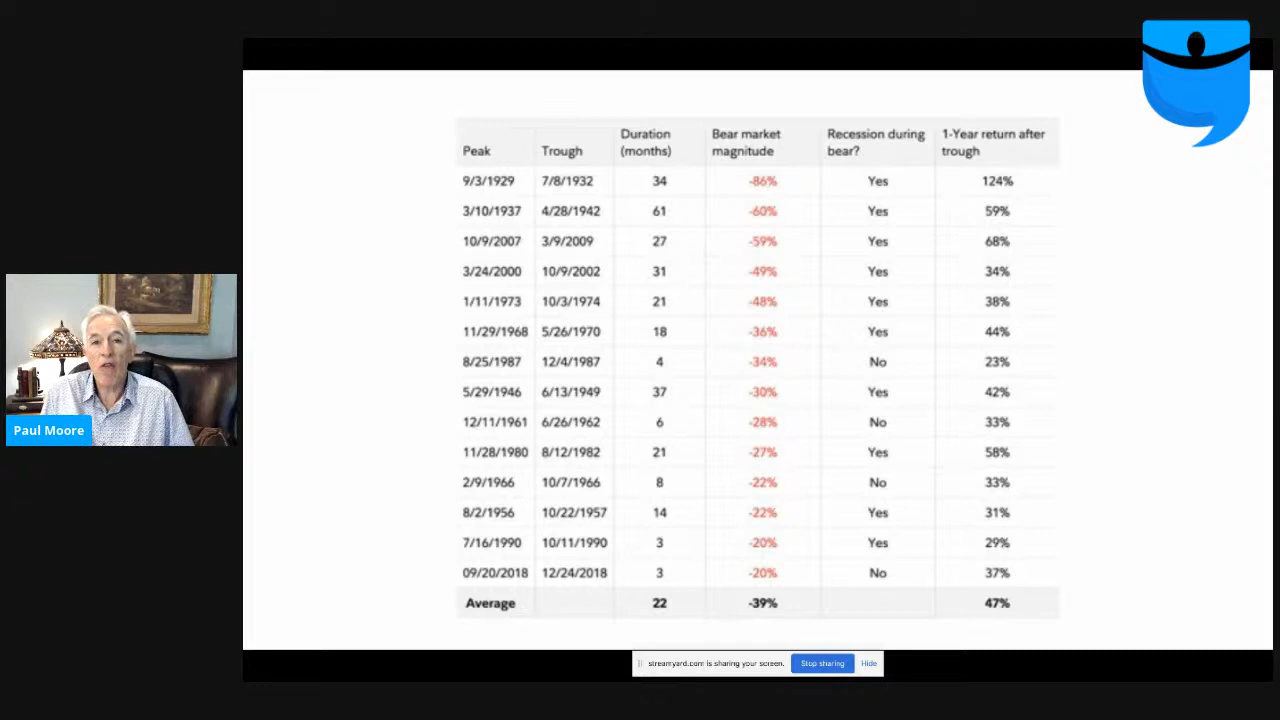 Peak Trough Duration (months) Bear market magnitude Recession during bear? 1-Year return after trough
9/3/1929 7/8/1932 34 -86% Yes 124%
3/10/1937 4/28/1942 61 -60% Yes 59%
10/9/2007 3/9/2009 27 -59% Yes 68%
3/24/2000 10/9/2002 31 -49% Yes 34%
1/11/1973 10/3/1974 21 -48% Yes 38%
11/29/1968 5/26/1970 18 -36% Yes 44%
8/25/1987 12/4/1987 4 -34% No 23%
5/29/1946 6/13/1949 37 -30% Yes 42%
12/11/1961 6/26/1962 6 -28% No 33%
11/28/1980 8/12/1982 21 -27% Yes 58%
2/9/1966 10/7/1966 8 -22% No 33%
8/2/1956 10/22/1957 14 -22% Yes 31%
7/16/1990 10/11/1990 3 -20% Yes 29%
09/20/2018 12/24/2018 3 -20% No 37%
Average 22 -39% 47%
Paul Moore
streamyard.com is sharing your screen. Stop sharing Hide